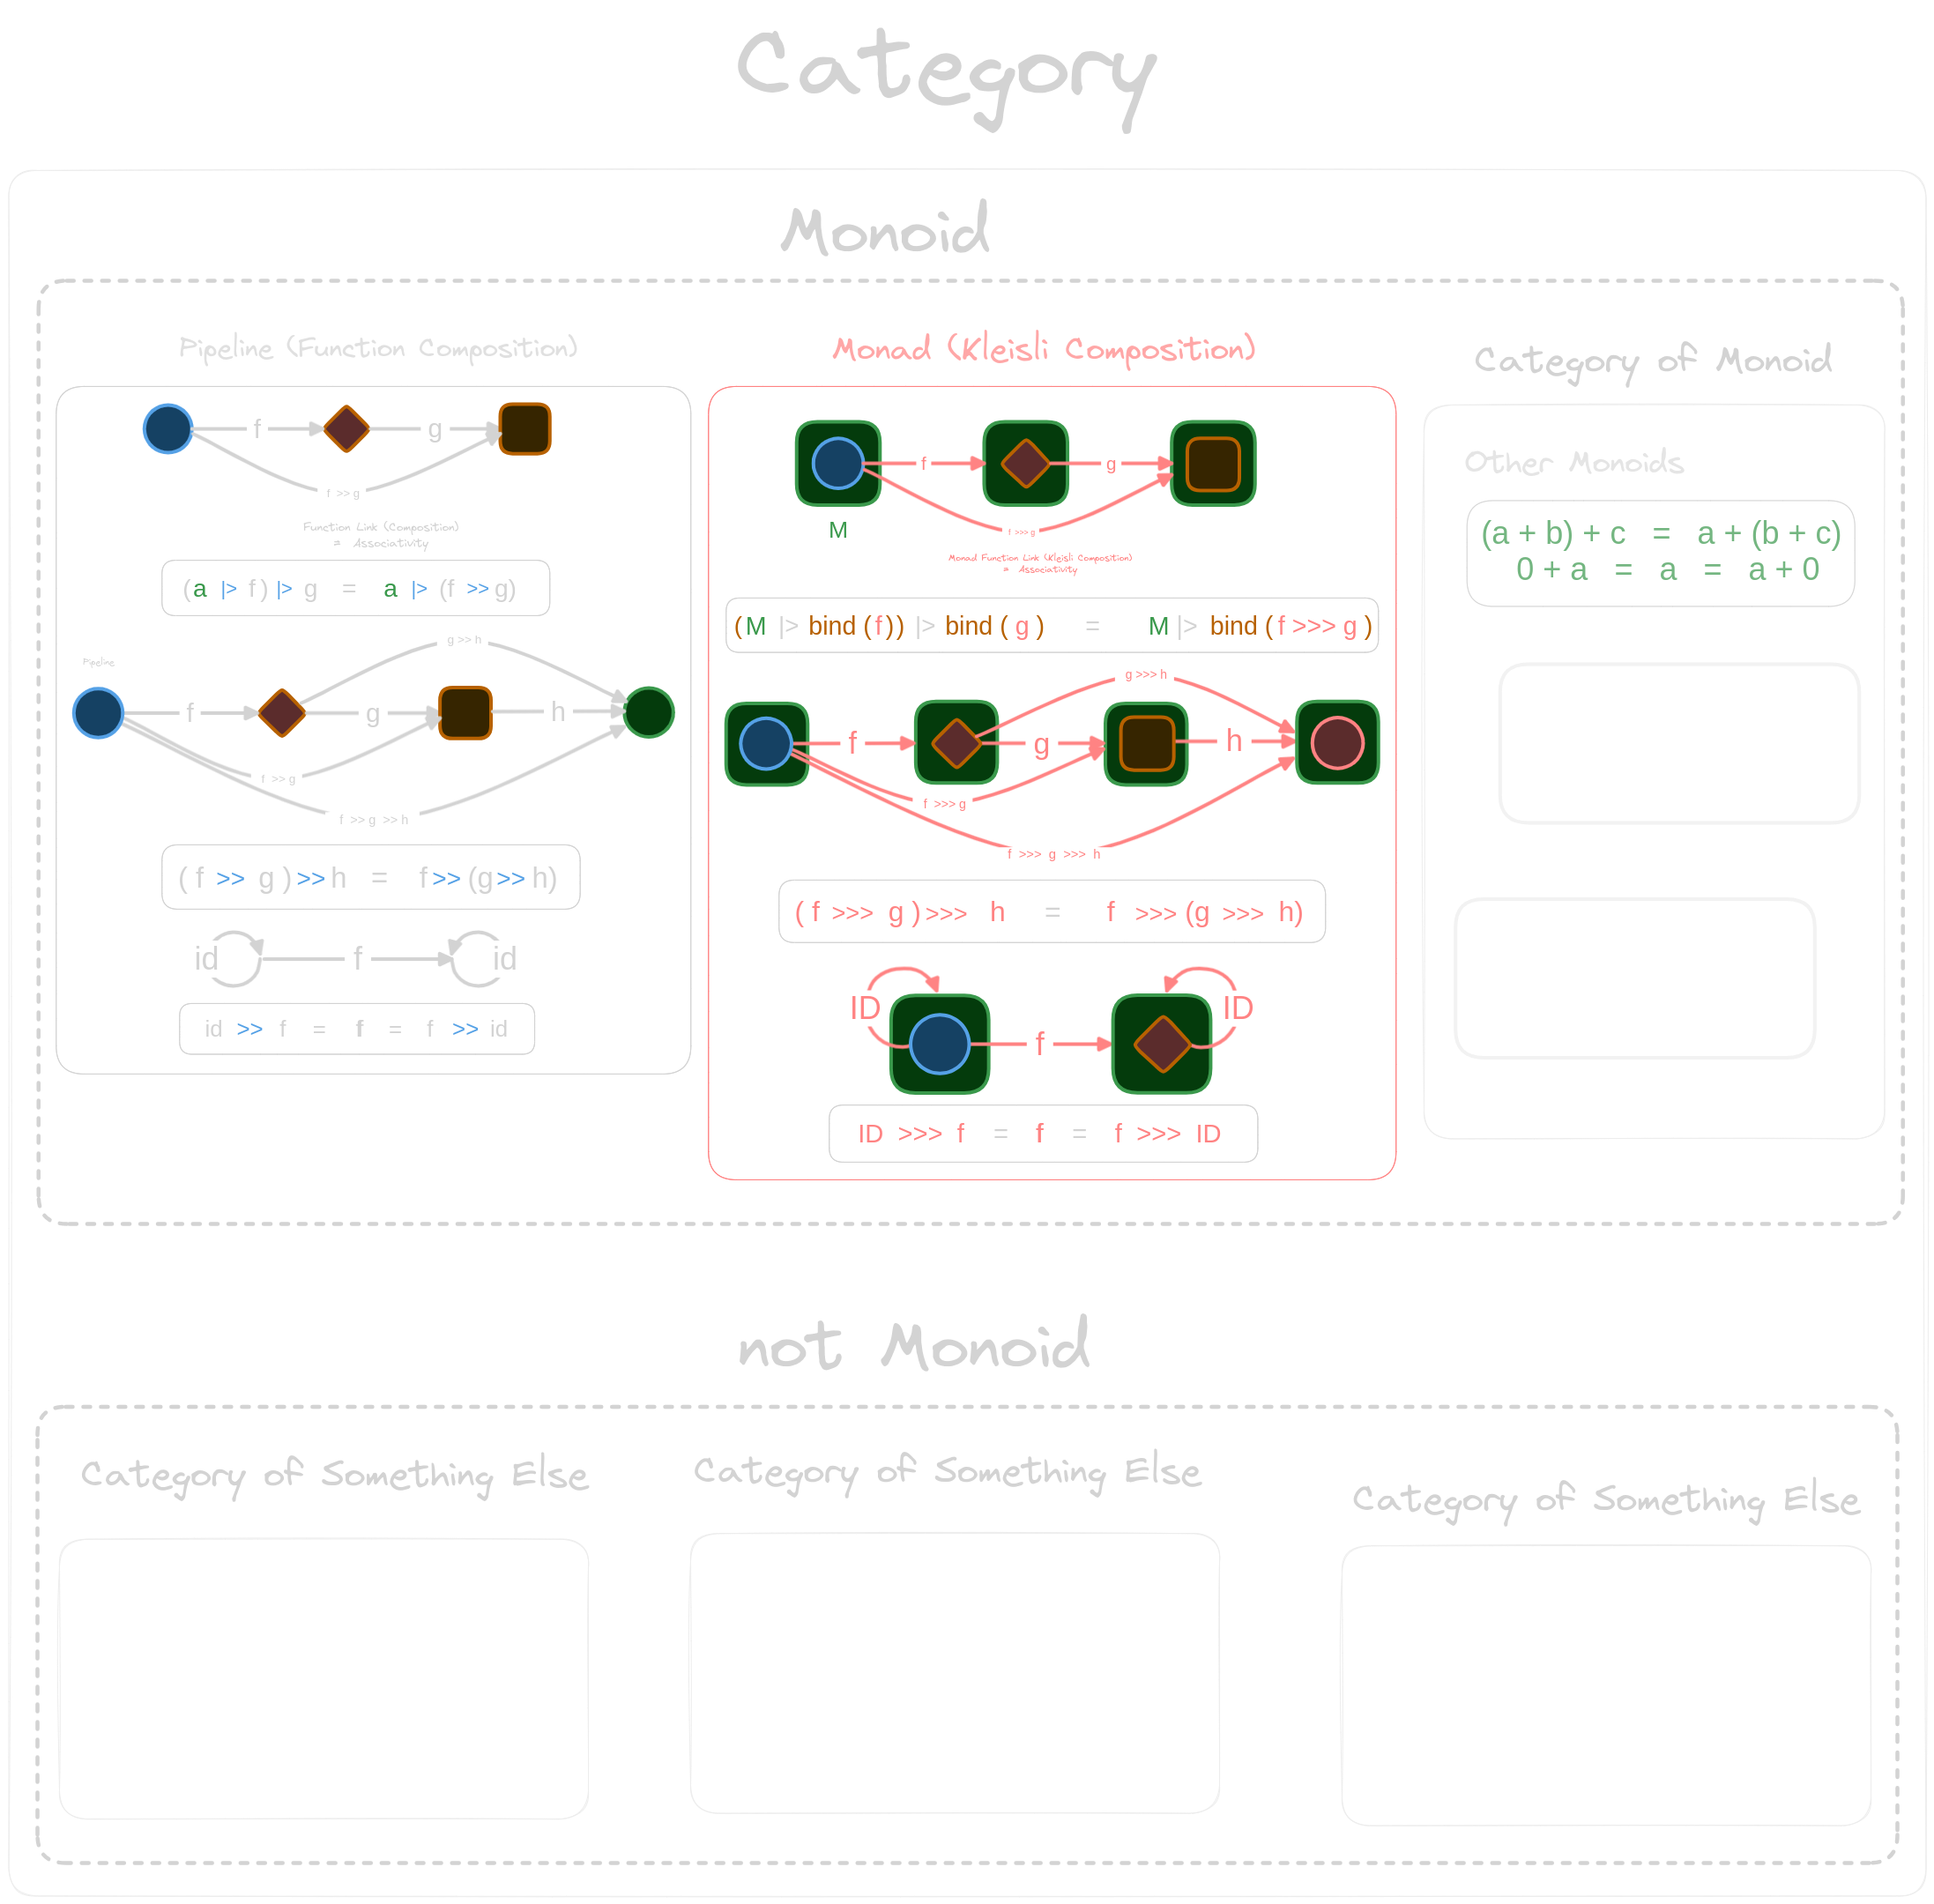 Category
Monoid
Pipeline (Function Composition)
f
g
f >> g
Function Link (Composition)
= Associativity
(a |> f) |> g = a |> (f >> g)
g >> h
Pipeline
f
g
h
f >> g
f >> g >> h
( f >> g ) >> h = f >> (g >> h)
id
f
id
id >> f = f = f >> id
Monad (Kleisli Composition)
f
g
f >>> g
M
Monad Function Link (Kleisli Composition)
= Associativity
(M |> bind (f)) |> bind ( g ) = M |> bind ( f >>> g )
g >>> h
f
g
h
f >>> g
f >>> g >>> h
( f >>> g ) >>> h = f >>> (g >>> h)
ID
ID
f
ID >>> f = f = f >>> ID
Category of Monoid
Other Monoids
(a + b) + c = a + (b + c)
0 + a = a = a + 0
not Monoid
Category of Something Else
Category of Something Else
Category of Something Else